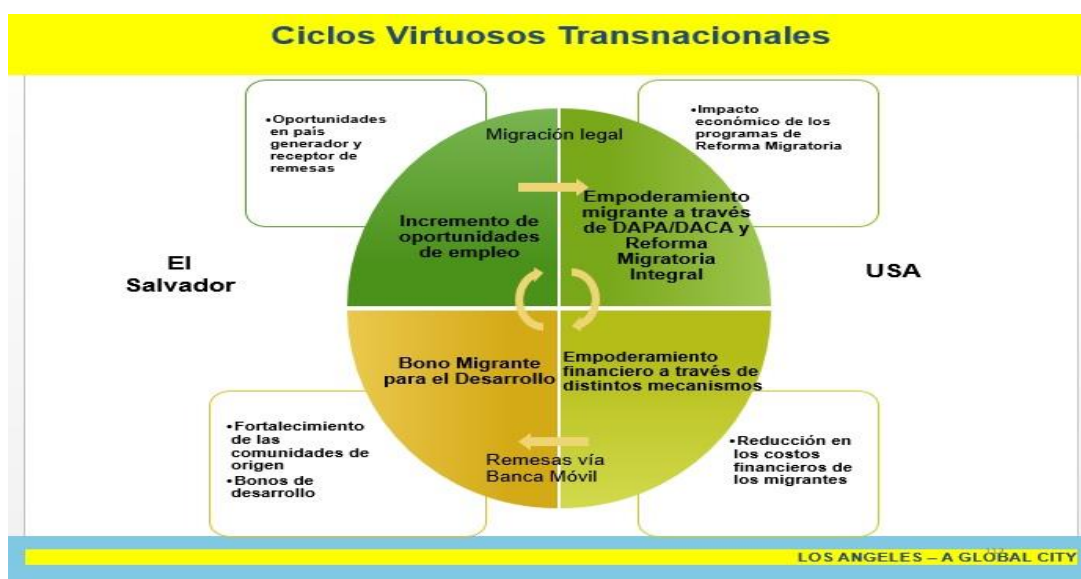 Ciclos Virtuosos Transnacionales
•Oportunidades
en país
generador y
receptor de
remesas
Migración legal
•Impacto
económico de los
programas de
Reforma Migratoria
Incremento de
oportunidades
de empleo
Empoderamiento
migrante a través
de DAPA/DACA y
Reforma
Migratoria
Integral
El
Salvador
USA
Bono Migrante
para el Desarrollo
Empoderamiento
financiero a través de
distintos mecanismos
•Fortalecimiento
de las
comunidades de
origen
•Bonos de
desarrollo
Remesas vía
Banca Móvil
•Reducción en
los costos
financieros de
los migrantes
LOS ANGELES – A GLOBAL CITY